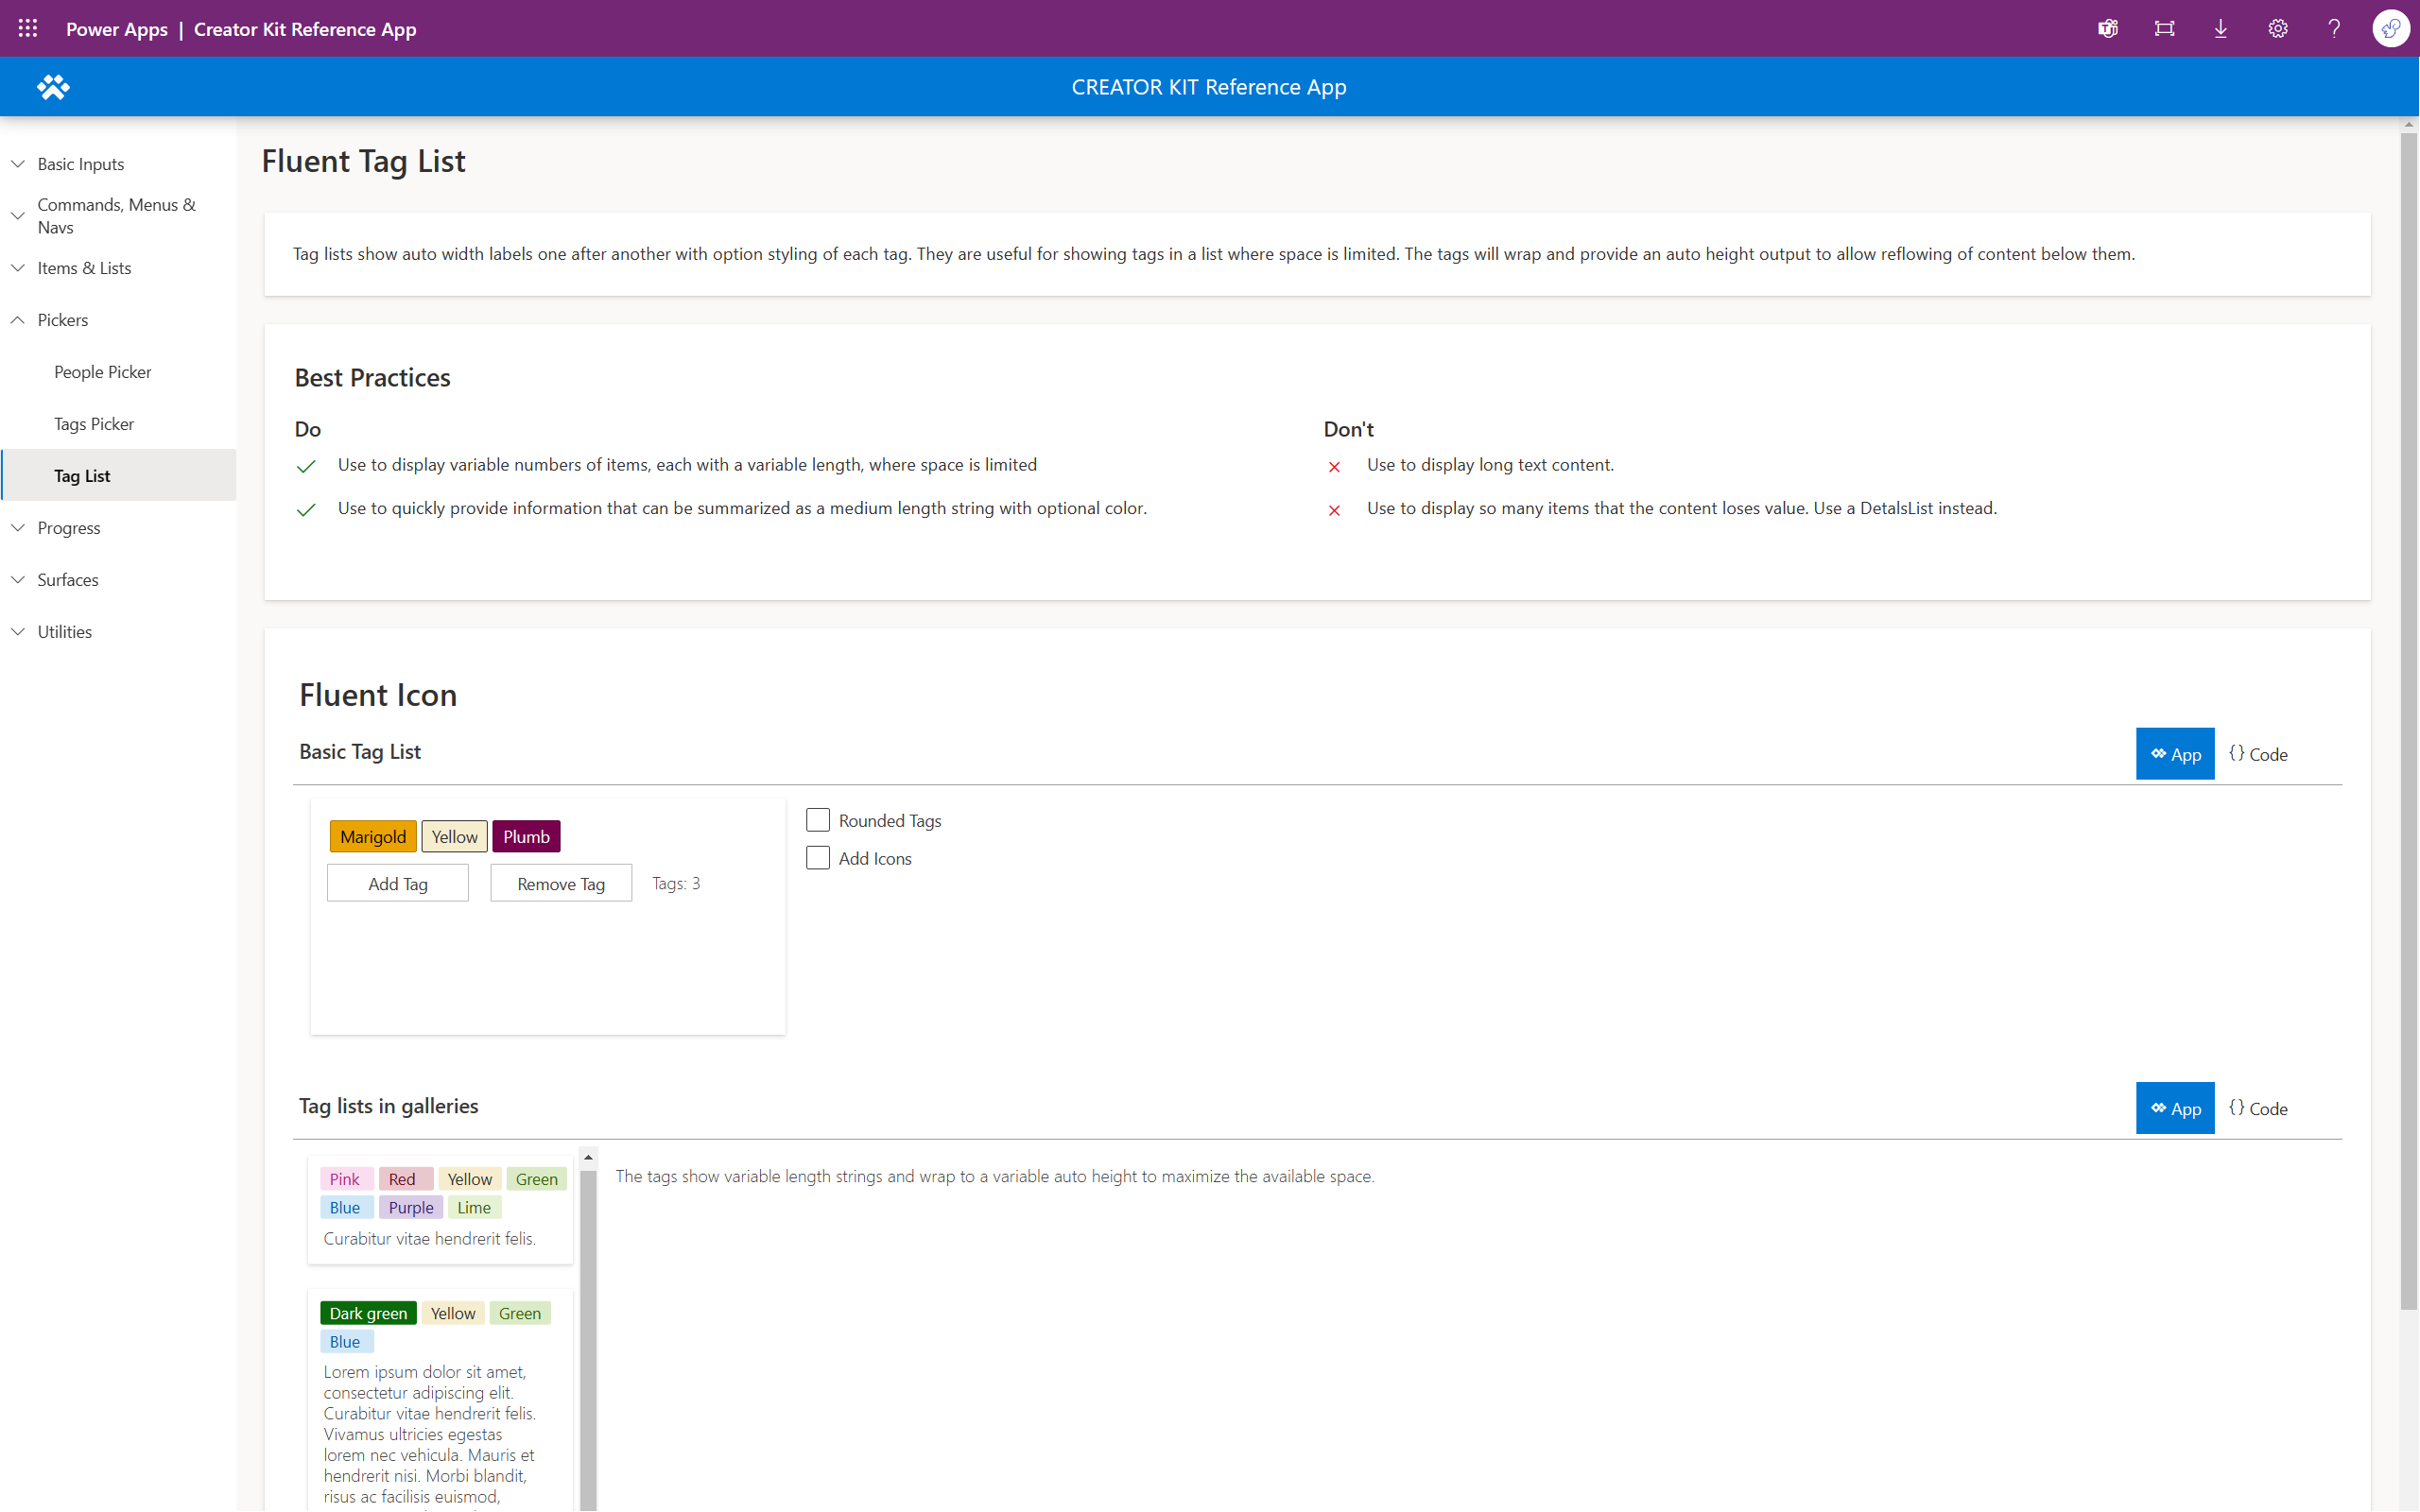 Power Apps | Creator Kit Reference App
CREATOR KIT Reference App
Basic Inputs
Commands, Menus &
Navs
Items & Lists
Pickers
People Picker
Tags Picker
Tag List
Progress
Surfaces
Utilities
Fluent Tag List
Tag lists show auto width labels one after another with option styling of each tag. They are useful for showing tags in a list where space is limited. The tags will wrap and provide an auto height output to allow reflowing of content below them.
Best Practices
Do
Use to display variable numbers of items, each with a variable length, where space is limited
Use to quickly provide information that can be summarized as a medium length string with optional color.
Don't
Use to display long text content.
Use to display so many items that the content loses value. Use a DetalsList instead.
Fluent Icon
Basic Tag List
App {} Code
Marigold Yellow Plumb
Add Tag Remove Tag Tags: 3
Rounded Tags
Add Icons
Tag lists in galleries
App {} Code
Pink Red Yellow Green
Blue Purple Lime
Curabitur vitae hendrerit felis.
The tags show variable length strings and wrap to a variable auto height to maximize the available space.
Dark green Yellow Green
Blue
Lorem ipsum dolor sit amet,
consectetur adipiscing elit.
Curabitur vitae hendrerit felis.
Vivamus ultricies egestas
lorem nec vehicula. Mauris et
hendrerit nisi. Morbi blandit,
risus ac facilisis euismod,